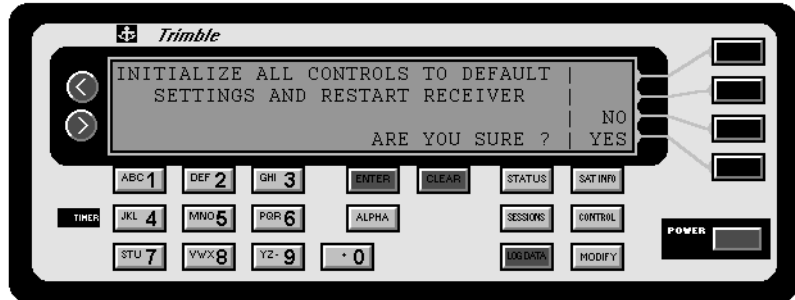 Trimble
INITIALIZE ALL CONTROLS TO DEFAULT |
SETTINGS AND RESTART RECEIVER |
| NO
ARE YOU SURE ? | YES
ABC 1 DEF 2 GHI 3 ENTER CLEAR STATUS SAT INFO
TIMER JKL 4 MNO 5 PQR 6 ALPHA SESSIONS CONTROL
POWER
STU 7 VWX 8 YZ- 9 · 0 LOG DATA MODIFY